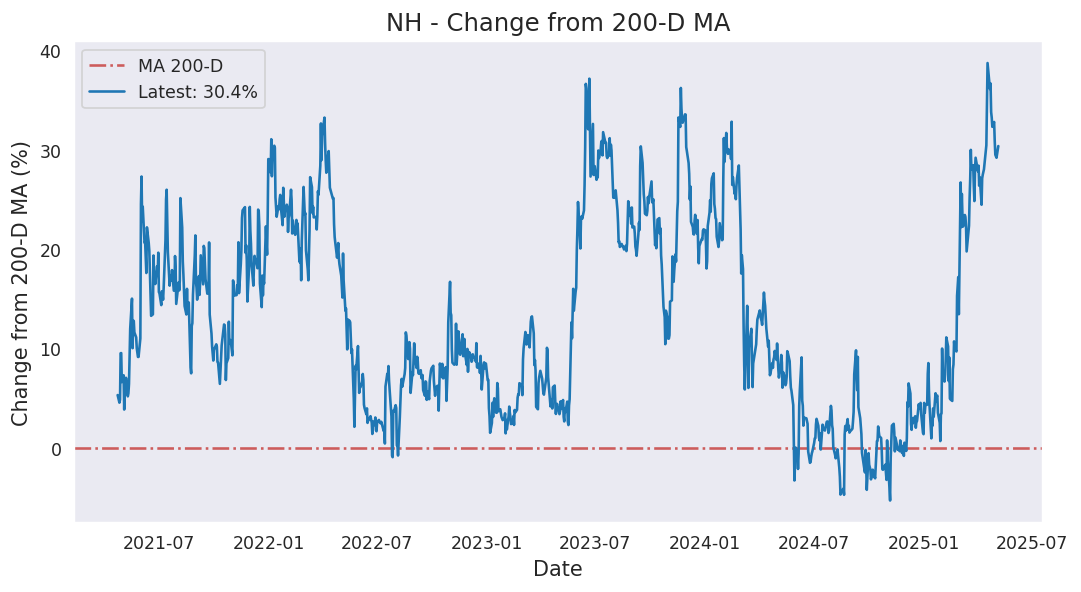 NH - Change from 200-D MA
MA 200-D
Latest: 30.4%
Change from 200-D MA (%)
40
30
20
10
0
2021-07
2022-01
2022-07
2023-01
2023-07
2024-01
2024-07
2025-01
2025-07
Date